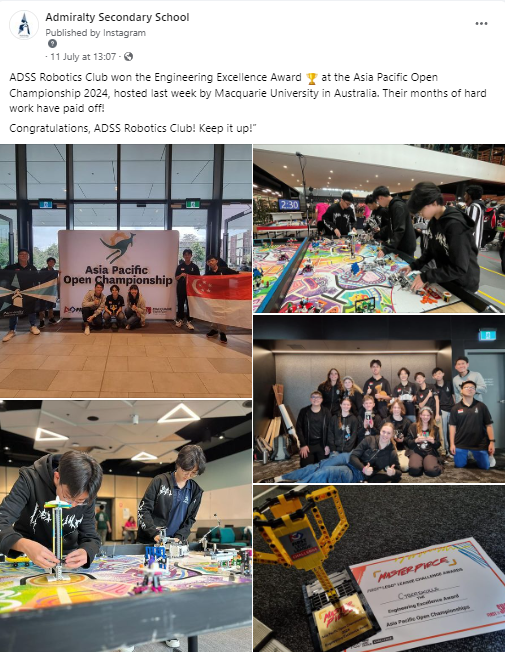 Admiralty Secondary School
Published by Instagram
· 11 July at 13:07 ·
ADSS Robotics Club won the Engineering Excellence Award 🏆 at the Asia Pacific Open
Championship 2024, hosted last week by Macquarie University in Australia. Their months of hard
work have paid off!
Congratulations, ADSS Robotics Club! Keep it up!"
Asia Pacific
Open Championship
2:30
MASTERPIECE
CHALLENGE AWARDS
THE
Engineering Excellence Award
Asia Pacific Open Championships